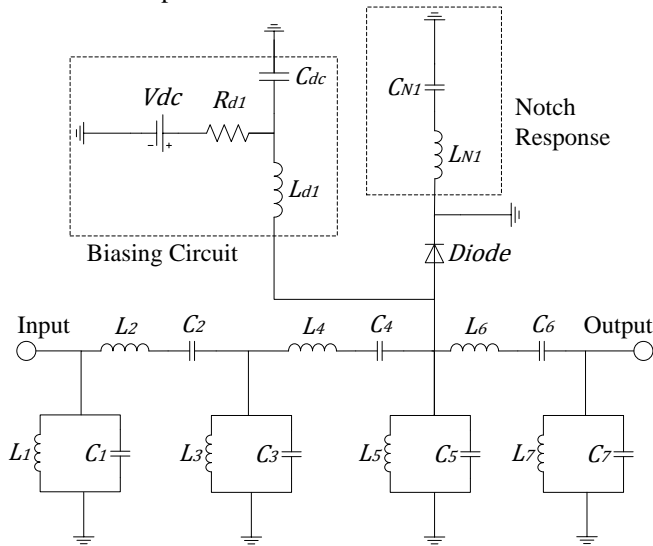 Cdc
Vdc
Rd1
- +
Ld1
Biasing Circuit
CN1
LN1
Notch
Response
Diode
Input
L2
C2
L4
C4
L6
C6
Output
L1
C1
L3
C3
L5
C5
L7
C7